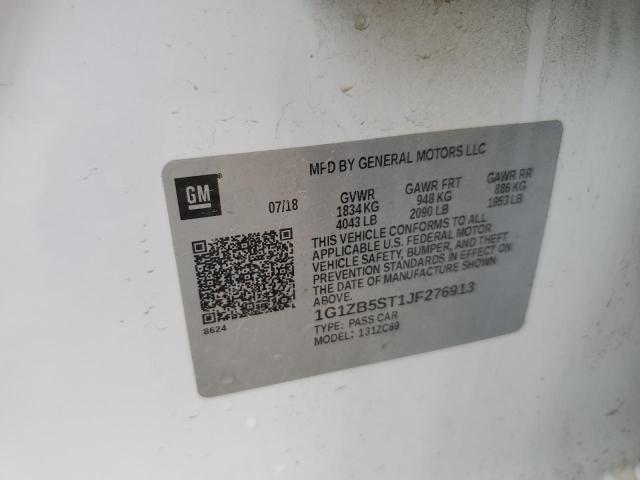 MFD BY GENERAL MOTORS LLC
GM
07/18
GVWR GAWR FRT GAWR RR
1834 KG 948 KG 886 KG
4043 LB 2090 LB 1953 LB
THIS VEHICLE CONFORMS TO ALL
APPLICABLE U.S. FEDERAL MOTOR
VEHICLE SAFETY, BUMPER, AND THEFT
PREVENTION STANDARDS IN EFFECT ON
THE DATE OF MANUFACTURE SHOWN
ABOVE.
1G1ZB5ST1JF276913
TYPE: PASS CAR
MODEL: 131ZC69
8624